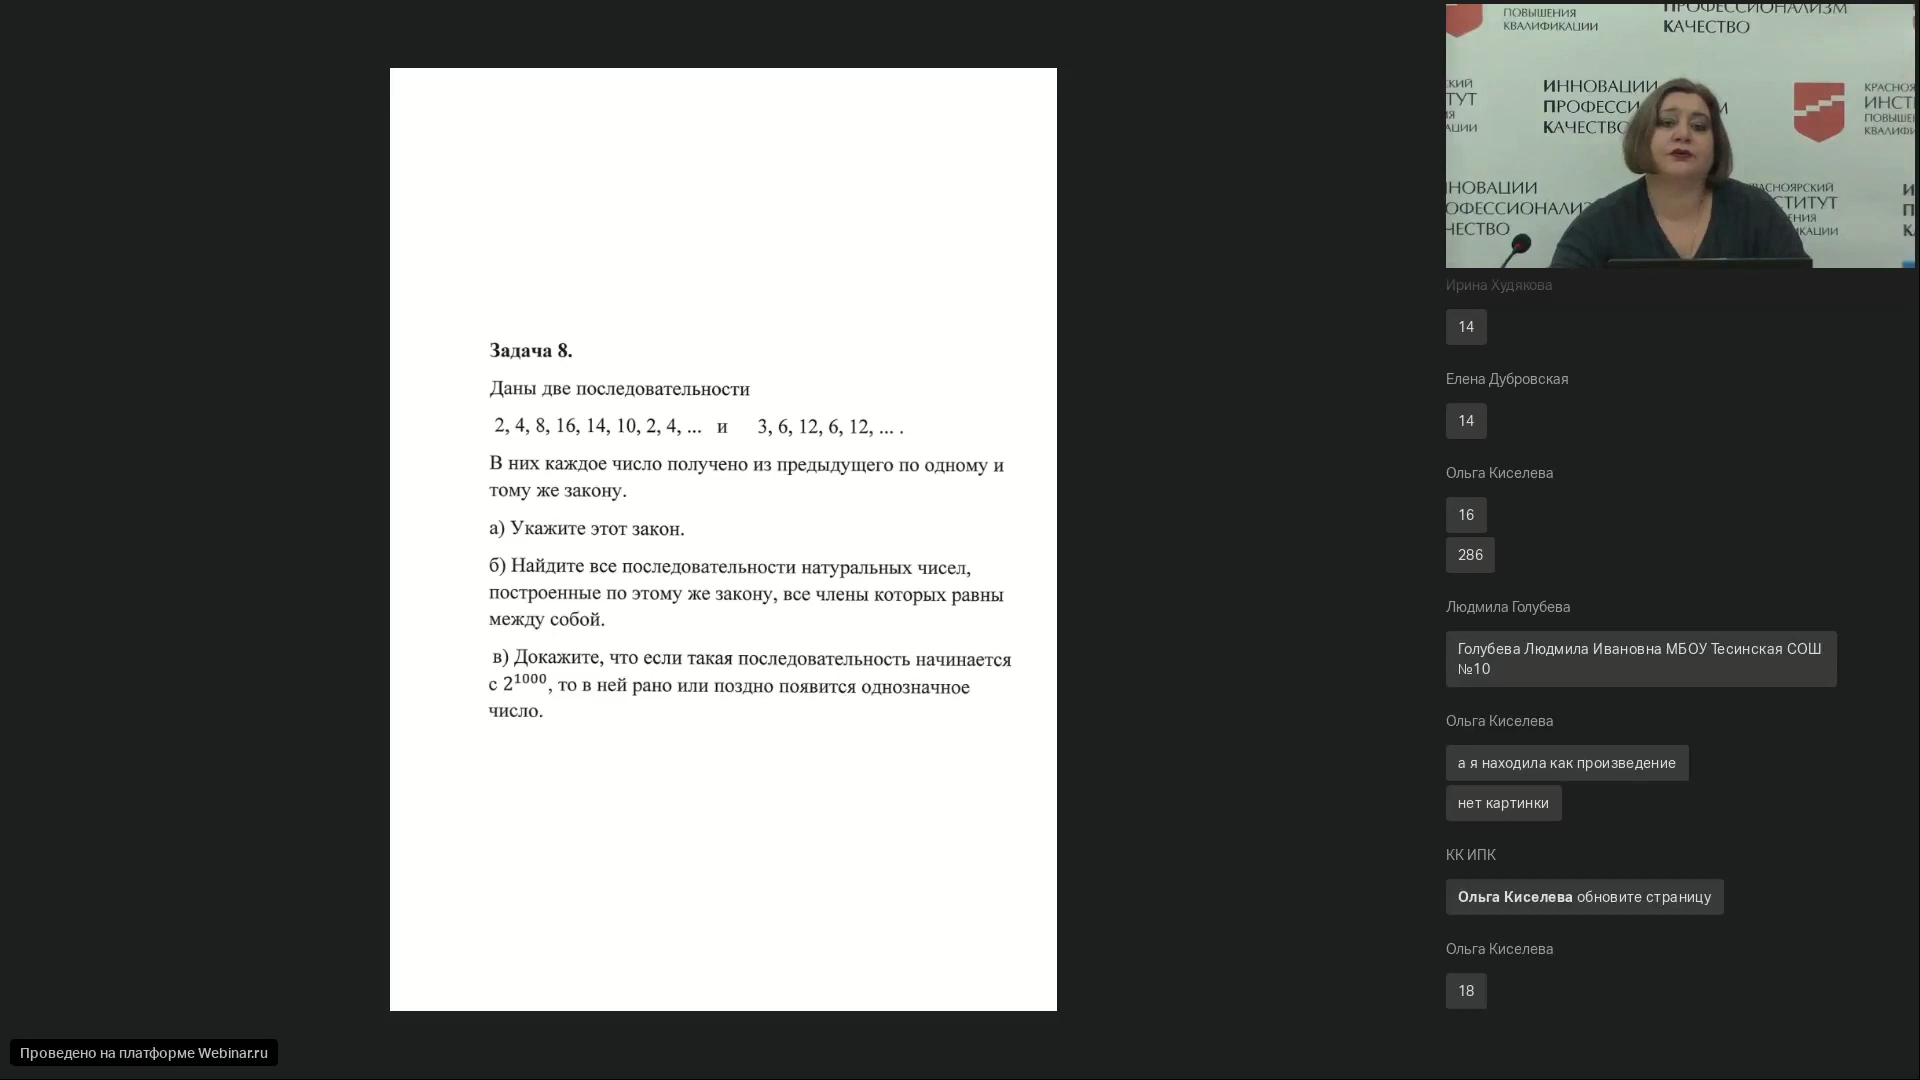 Задача 8.
Даны две последовательности
2, 4, 8, 16, 14, 10, 2, 4, ... и 3, 6, 12, 6, 12, ... .
В них каждое число получено из предыдущего по одному и
тому же закону.
а) Укажите этот закон.
б) Найдите все последовательности натуральных чисел,
построенные по этому же закону, все члены которых равны
между собой.
в) Докажите, что если такая последовательность начинается
с 2^1000, то в ней рано или поздно появится однозначное
число.
ПОВЫШЕНИЯ
КВАЛИФИКАЦИИ
ПРОФЕССИОНАЛИЗМ
КАЧЕСТВО
ИННОВАЦИИ
КАЧЕСТВО
Ирина Худякова
14
Елена Дубровская
14
Ольга Киселева
16
286
Людмила Голубева
Голубева Людмила Ивановна МБОУ Тесинская СОШ
№10
Ольга Киселева
а я находила как произведение
нет картинки
КК ИПК
Ольга Киселева обновите страницу
Ольга Киселева
18
Проведено на платформе Webinar.ru